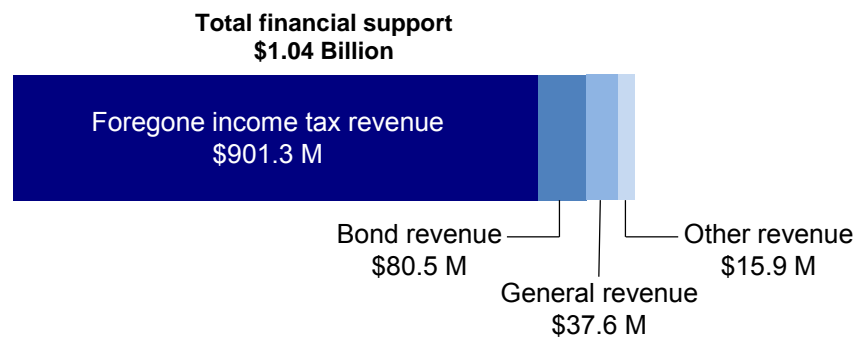 Total financial support
$1.04 Billion
Foregone income tax revenue
$901.3 M
Bond revenue
$80.5 M
General revenue
$37.6 M
Other revenue
$15.9 M